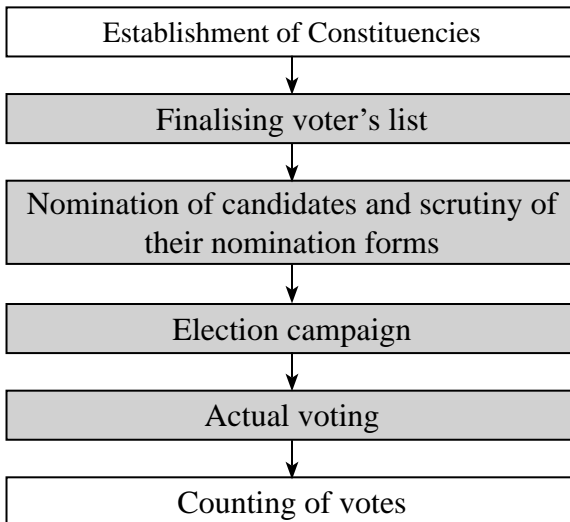 Establishment of Constituencies
Finalising voter’s list
Nomination of candidates and scrutiny of
their nomination forms
Election campaign
Actual voting
Counting of votes